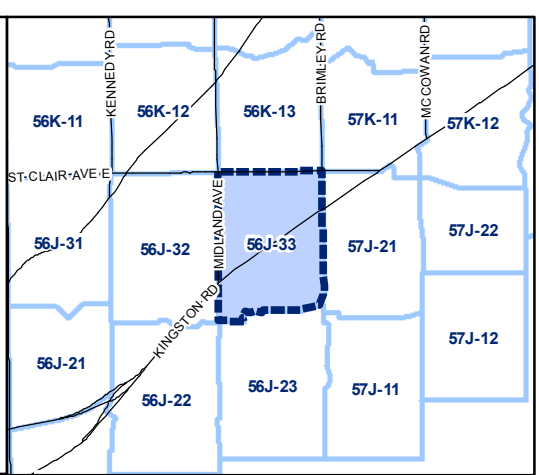 KENNEDY RD
BRIMLEY RD
MCCOWAN RD
56K-11
56K-12
56K-13
57K-11
57K-12
ST CLAIR AVE E
MIDLAND AVE
56J-31
56J-32
56J-33
57J-21
57J-22
KINGSTON RD
56J-21
56J-22
56J-23
57J-11
57J-12